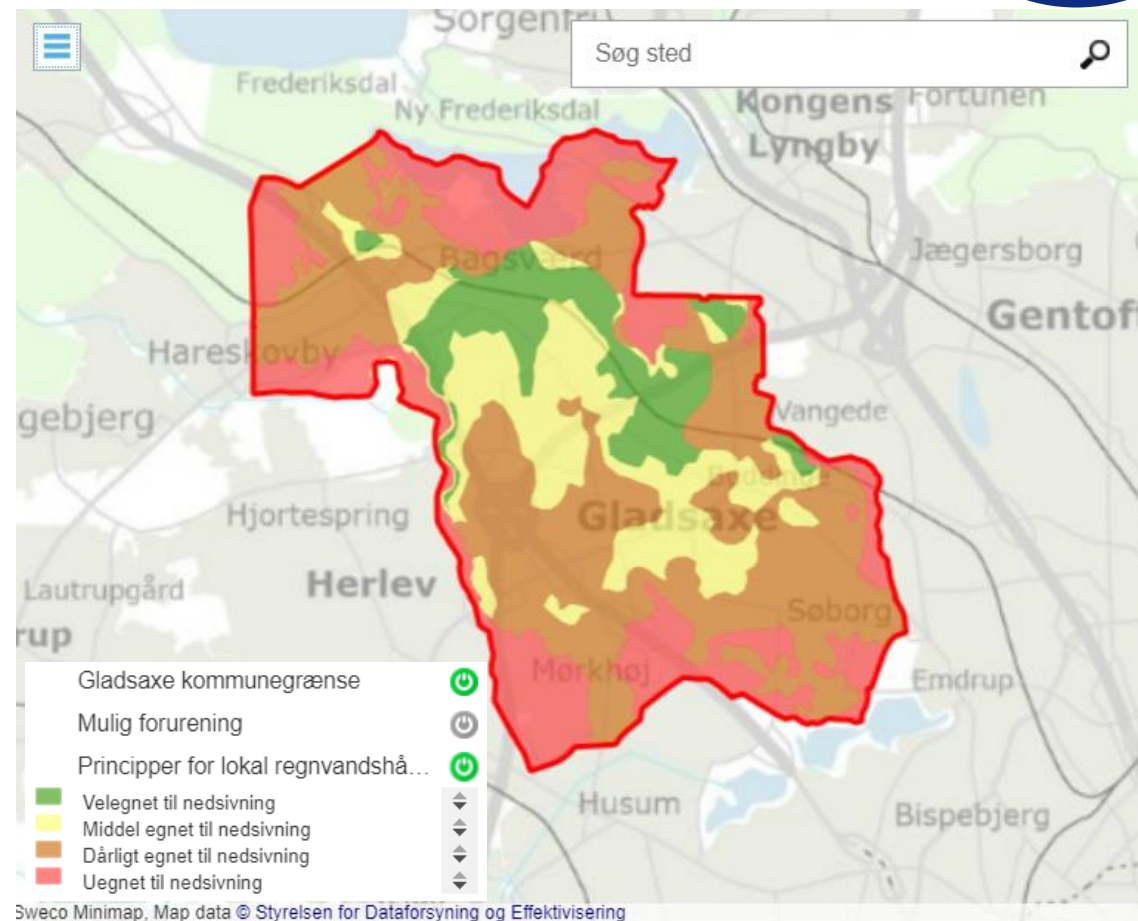 Sorgenfri
Søg sted
Frederiksdal
Ny Frederiksdal
Kongens
Lyngby
Fortunen
Bagsværd
Jægersborg
Gentof
Hareskovby
gebjerg
Vangede
Hjortespring
Gladsaxe
Lautrupgård
Herlev
rup
Søborg
Mørkhøj
Emdrup
Husum
Bispebjerg
Gladsaxe kommunegrænse
Mulig forurening
Principper for lokal regnvandshå...
Velegnet til nedsivning
Middel egnet til nedsivning
Dårligt egnet til nedsivning
Uegnet til nedsivning
Sweco Minimap, Map data © Styrelsen for Dataforsyning og Effektivisering